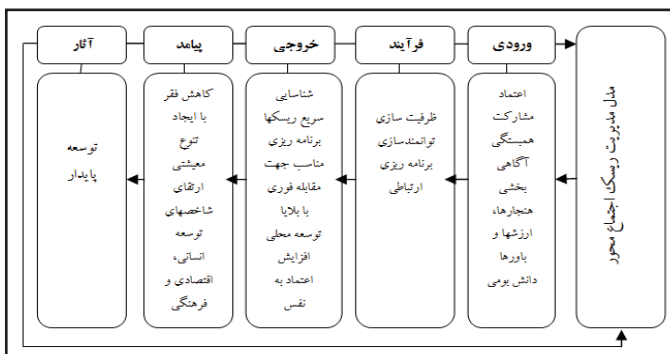 مدل مدیریت ریسک اجتماع محور
ورودی
اعتماد
مشارکت
همبستگی
آگاهی
بخشی
هنجارها،
ارزشها و
باورها
دانش بومی
فرآیند
ظرفیت سازی
توانمندسازی
برنامه ریزی
ارتباطی
خروجی
شناسایی
سریع ریسکها
برنامه ریزی
مناسب جهت
مقابله فوری
با بلایا
توسعه محلی
افزایش
اعتماد به
نفس
پیامد
کاهش فقر
با ایجاد
تنوع
معیشتی
ارتقای
شاخصهای
توسعه
انسانی،
اقتصادی و
فرهنگی
آثار
توسعه
پایدار